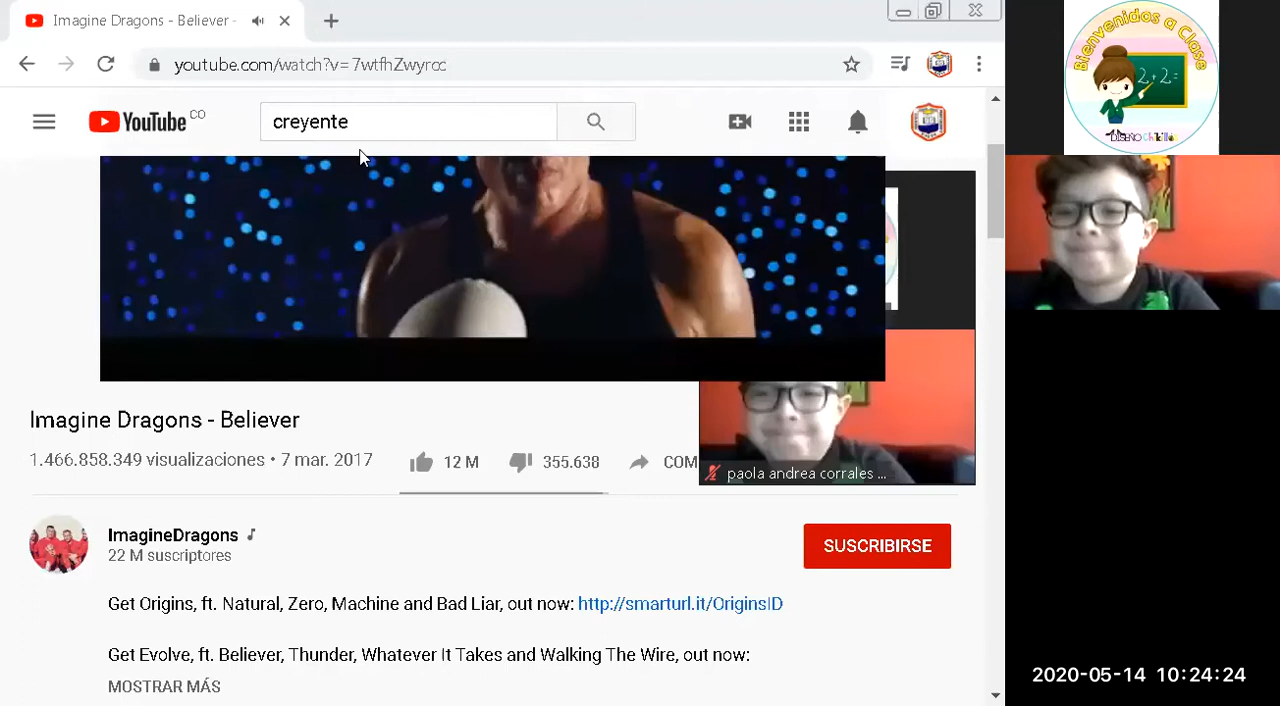 Imagine Dragons - Believer -
youtube.com/watch?v=7wtfhZwyrcc
YouTube CO
creyente
Imagine Dragons - Believer
1.466.858.349 visualizaciones • 7 mar. 2017
12 M
355.638
COM
paola andrea corrales ...
ImagineDragons
22 M suscriptores
SUSCRIBIRSE
Get Origins, ft. Natural, Zero, Machine and Bad Liar, out now: http://smarturl.it/OriginsID
Get Evolve, ft. Believer, Thunder, Whatever It Takes and Walking The Wire, out now:
MOSTRAR MÁS
Bienvenidos a Clase
2+2=
2020-05-14 10:24:24